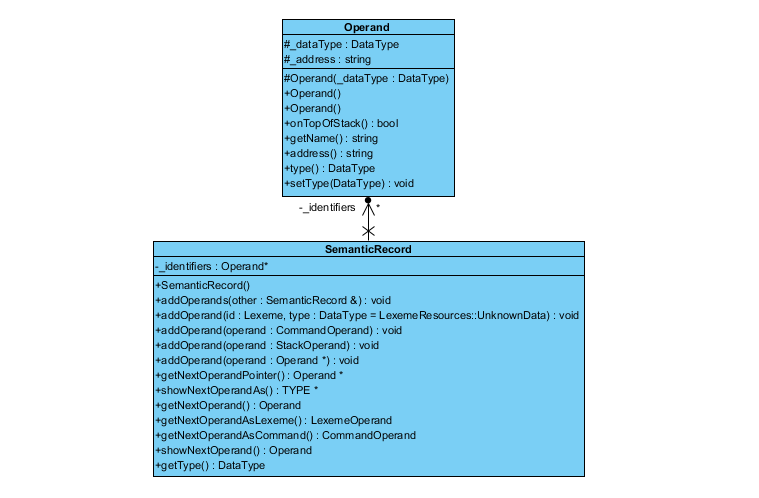 Operand
#_dataType : DataType
#_address : string
#Operand(_dataType : DataType)
+Operand()
+Operand()
+onTopOfStack() : bool
+getName() : string
+address() : string
+type() : DataType
+setType(DataType) : void
-_identifiers *
SemanticRecord
-_identifiers : Operand*
+SemanticRecord()
+addOperands(other : SemanticRecord &) : void
+addOperand(id : Lexeme, type : DataType = LexemeResources::UnknownData) : void
+addOperand(operand : CommandOperand) : void
+addOperand(operand : StackOperand) : void
+addOperand(operand : Operand *) : void
+getNextOperandPointer() : Operand *
+showNextOperandAs() : TYPE *
+getNextOperand() : Operand
+getNextOperandAsLexeme() : LexemeOperand
+getNextOperandAsCommand() : CommandOperand
+showNextOperand() : Operand
+getType() : DataType